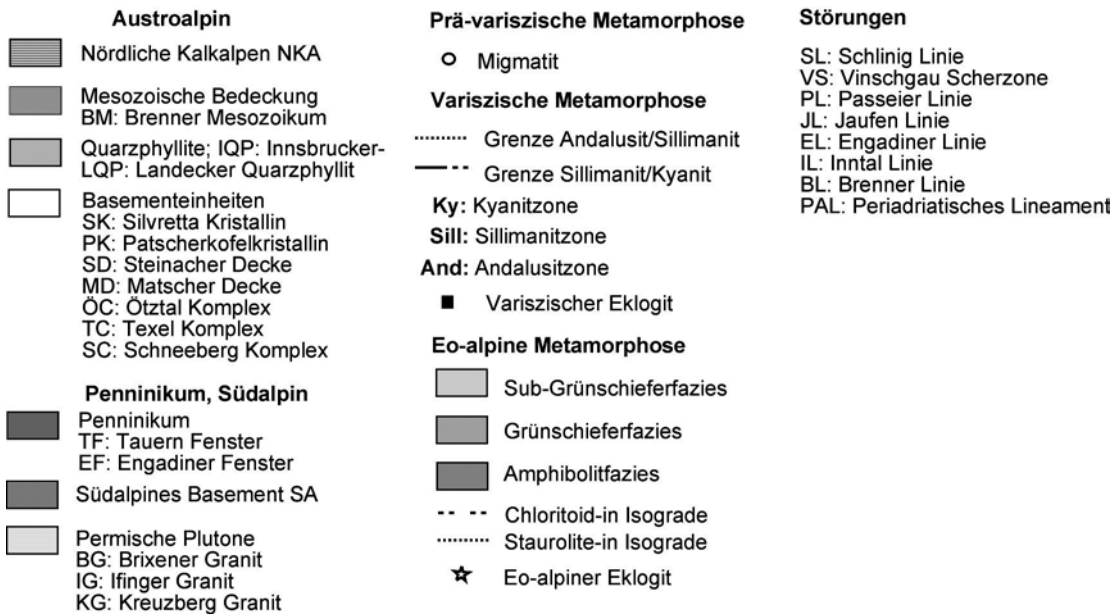 Austroalpin
Nördliche Kalkalpen NKA
Mesozoische Bedeckung
BM: Brenner Mesozoikum
Quarzphyllite; IQP: Innsbrucker-
LQP: Landecker Quarzphyllit
Basementeinheiten
SK: Silvretta Kristallin
PK: Patscherkofelkristallin
SD: Steinacher Decke
MD: Matscher Decke
ÖC: Ötztal Komplex
TC: Texel Komplex
SC: Schneeberg Komplex
Penninikum, Südalpin
Penninikum
TF: Tauern Fenster
EF: Engadiner Fenster
Südalpines Basement SA
Permische Plutone
BG: Brixener Granit
IG: Ifinger Granit
KG: Kreuzberg Granit
Prä-variszische Metamorphose
Migmatit
Variszische Metamorphose
Grenze Andalusit/Sillimanit
Grenze Sillimanit/Kyanit
Ky: Kyanitzone
Sill: Sillimanitzone
And: Andalusitzone
Variszischer Eklogit
Eo-alpine Metamorphose
Sub-Grünschieferfazies
Grünschieferfazies
Amphibolitfazies
Chloritoid-in Isograde
Staurolite-in Isograde
Eo-alpiner Eklogit
Störungen
SL: Schlinig Linie
VS: Vinschgau Scherzone
PL: Passeier Linie
JL: Jaufen Linie
EL: Engadiner Linie
IL: Inntal Linie
BL: Brenner Linie
PAL: Periadriatisches Lineament